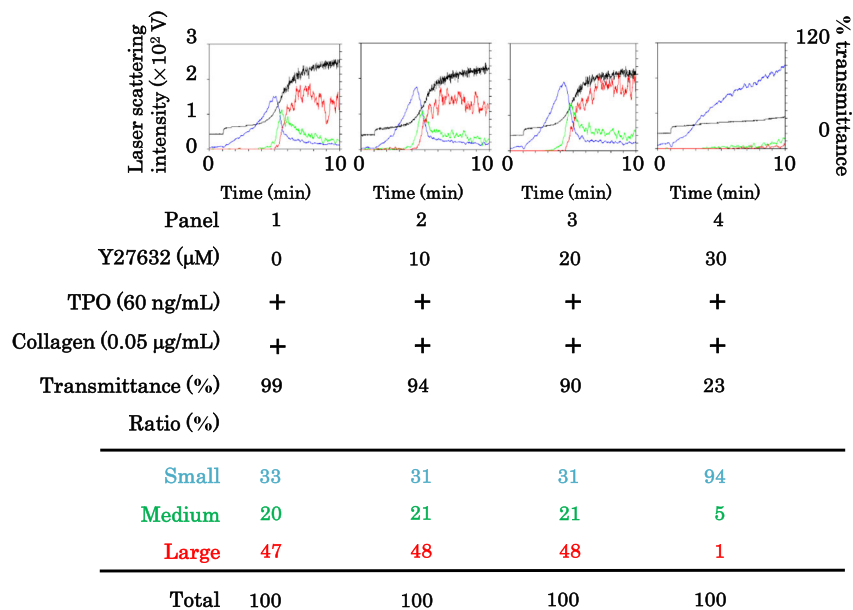 Laser scattering
intensity (×10² V)
3
2
1
0
0 10
0 10
0 10
0 10
120
0
% transmittance
Time (min) Time (min) Time (min) Time (min)
Panel 1 2 3 4
Y27632 (μM) 0 10 20 30
TPO (60 ng/mL) + + + +
Collagen (0.05 μg/mL) + + + +
Transmittance (%) 99 94 90 23
Ratio (%)
Small 33 31 31 94
Medium 20 21 21 5
Large 47 48 48 1
Total 100 100 100 100